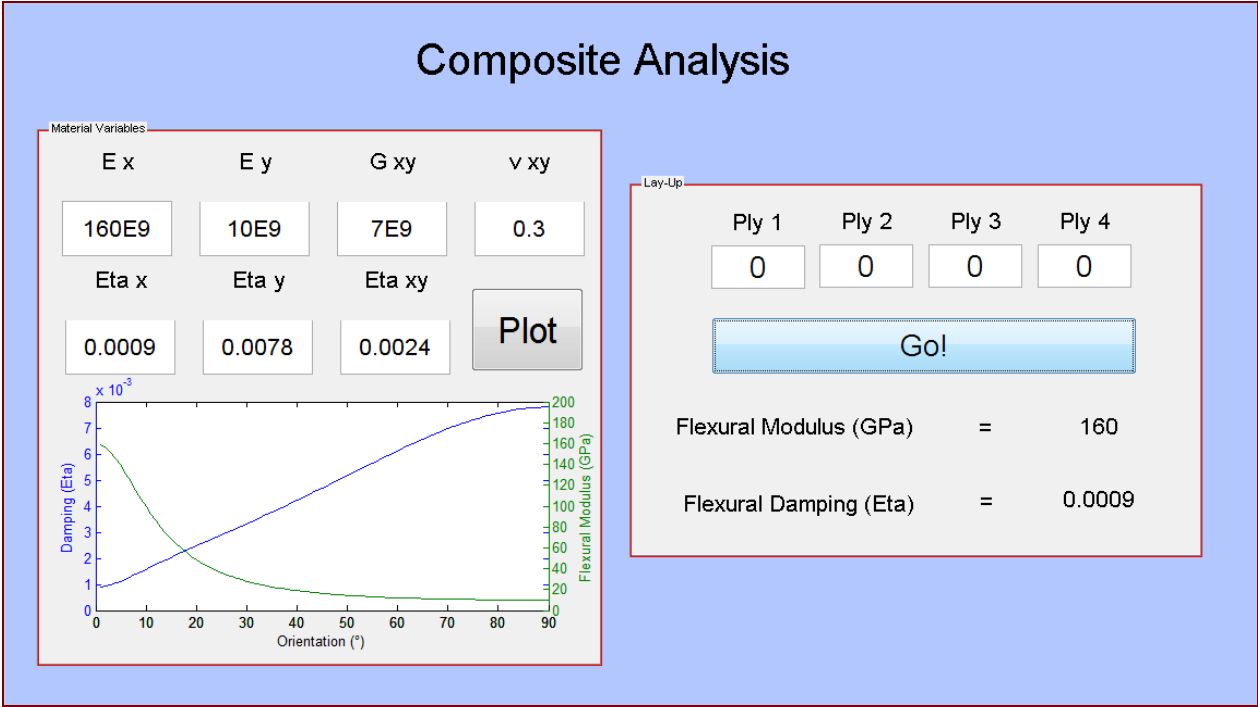 Composite Analysis
Material Variables
E x E y G xy v xy
160E9 10E9 7E9 0.3
Eta x Eta y Eta xy
0.0009 0.0078 0.0024
Plot
x 10-3
8
7
6
5
4
3
2
1
0
Damping (Eta)
200
180
160
140
120
100
80
60
40
20
0
Flexural Modulus (GPa)
0 10 20 30 40 50 60 70 80 90
Orientation (°)
Lay-Up
Ply 1 Ply 2 Ply 3 Ply 4
0 0 0 0
Go!
Flexural Modulus (GPa) = 160
Flexural Damping (Eta) = 0.0009